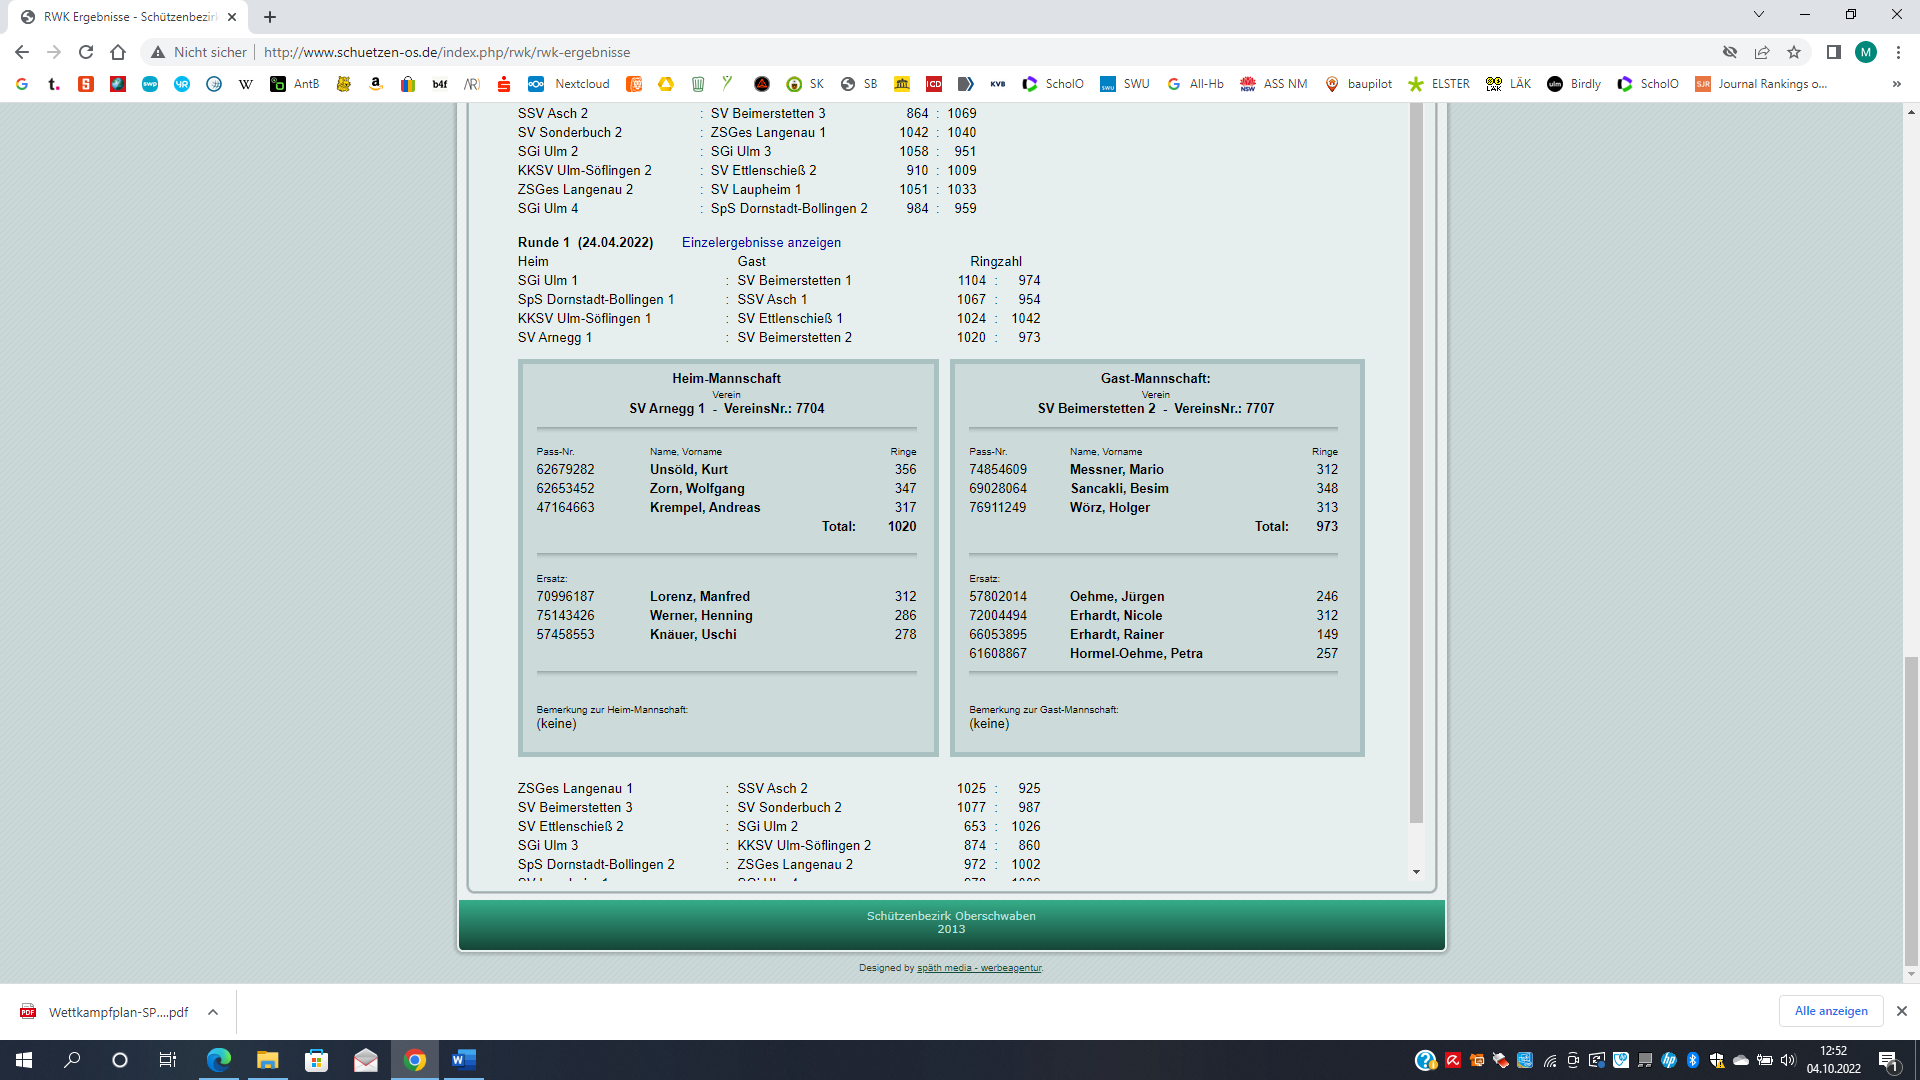 RWK Ergebnisse - Schützenbezirk
Nicht sicher http://www.schuetzen-os.de/index.php/rwk/rwk-ergebnisse M
AntB b4f Nextcloud SK SB ICD KVB ScholO SWU All-Hb ASS NM baupilot ELSTER LÄK Birdly ScholO Journal Rankings o... »
SSV Asch 2 : SV Beimerstetten 3 864 : 1069
SV Sonderbuch 2 : ZSGes Langenau 1 1042 : 1040
SGi Ulm 2 : SGi Ulm 3 1058 : 951
KKSV Ulm-Söflingen 2 : SV Ettlenschieß 2 910 : 1009
ZSGes Langenau 2 : SV Laupheim 1 1051 : 1033
SGi Ulm 4 : SpS Dornstadt-Bollingen 2 984 : 959
Runde 1 (24.04.2022) Einzelergebnisse anzeigen
Heim Gast Ringzahl
SGi Ulm 1 : SV Beimerstetten 1 1104 : 974
SpS Dornstadt-Bollingen 1 : SSV Asch 1 1067 : 954
KKSV Ulm-Söflingen 1 : SV Ettlenschieß 1 1024 : 1042
SV Arnegg 1 : SV Beimerstetten 2 1020 : 973
Heim-Mannschaft
Verein
SV Arnegg 1 - VereinsNr.: 7704
Pass-Nr. Name, Vorname Ringe
62679282 Unsöld, Kurt 356
62653452 Zorn, Wolfgang 347
47164663 Krempel, Andreas 317
Total: 1020
Ersatz:
70996187 Lorenz, Manfred 312
75143426 Werner, Henning 286
57458553 Knäuer, Uschi 278
Bemerkung zur Heim-Mannschaft:
(keine)
Gast-Mannschaft:
Verein
SV Beimerstetten 2 - VereinsNr.: 7707
Pass-Nr. Name, Vorname Ringe
74854609 Messner, Mario 312
69028064 Sancakli, Besim 348
76911249 Wörz, Holger 313
Total: 973
Ersatz:
57802014 Oehme, Jürgen 246
72004494 Erhardt, Nicole 312
66053895 Erhardt, Rainer 149
61608867 Hormel-Oehme, Petra 257
Bemerkung zur Gast-Mannschaft:
(keine)
ZSGes Langenau 1 : SSV Asch 2 1025 : 925
SV Beimerstetten 3 : SV Sonderbuch 2 1077 : 987
SV Ettlenschieß 2 : SGi Ulm 2 653 : 1026
SGi Ulm 3 : KKSV Ulm-Söflingen 2 874 : 860
SpS Dornstadt-Bollingen 2 : ZSGes Langenau 2 972 : 1002
Schützenbezirk Oberschwaben
2013
Designed by späth media - werbeagentur.
Wettkampfplan-SP....pdf Alle anzeigen
12:52
04.10.2022